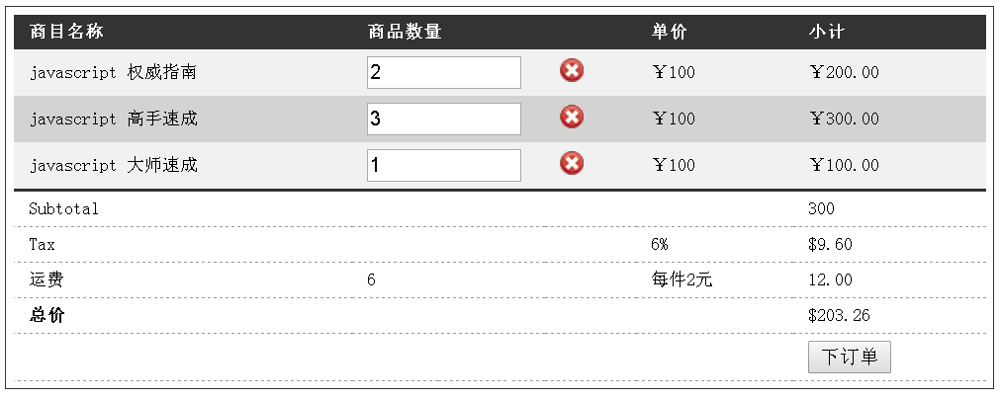 商目名称 商品数量 单价 小计
javascript 权威指南 2 ￥100 ￥200.00
javascript 高手速成 3 ￥100 ￥300.00
javascript 大师速成 1 ￥100 ￥100.00
Subtotal 300
Tax 6% $9.60
运费 6 每件2元 12.00
总价 $203.26
下订单